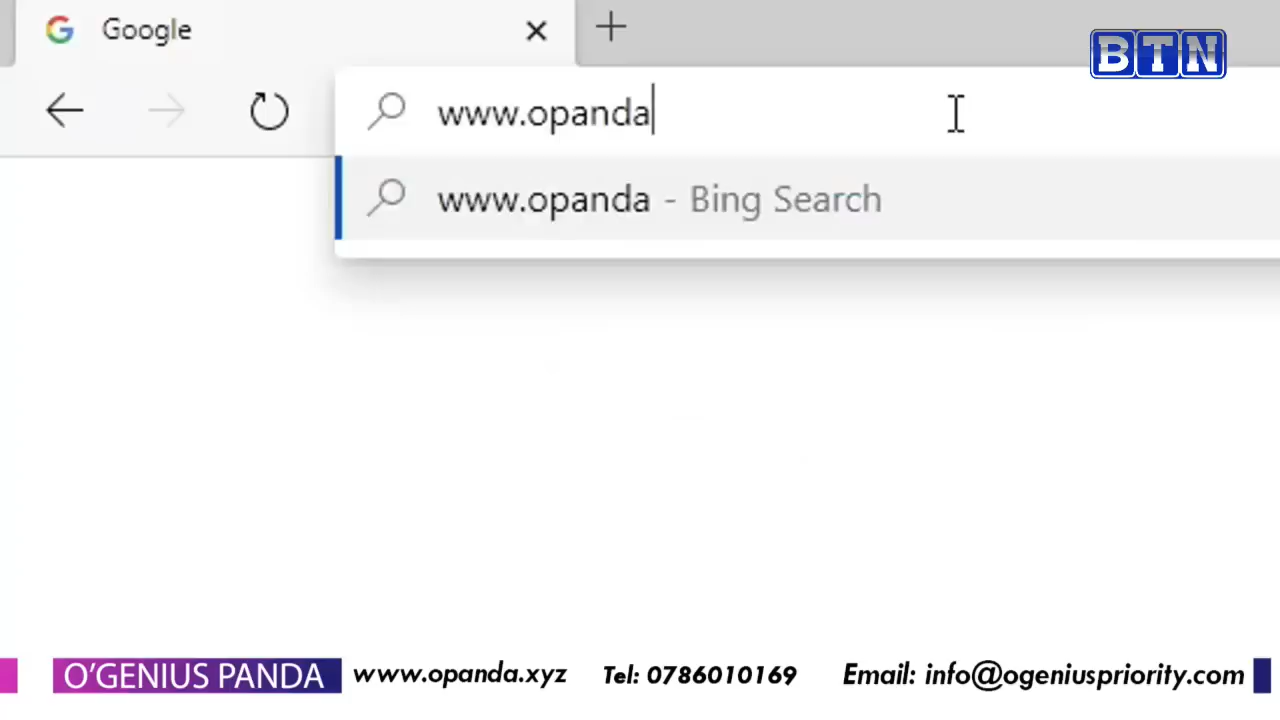 Google
BTN
www.opanda
www.opanda - Bing Search
O’GENIUS PANDA www.opanda.xyz Tel: 0786010169 Email: info@ogeniuspriority.com